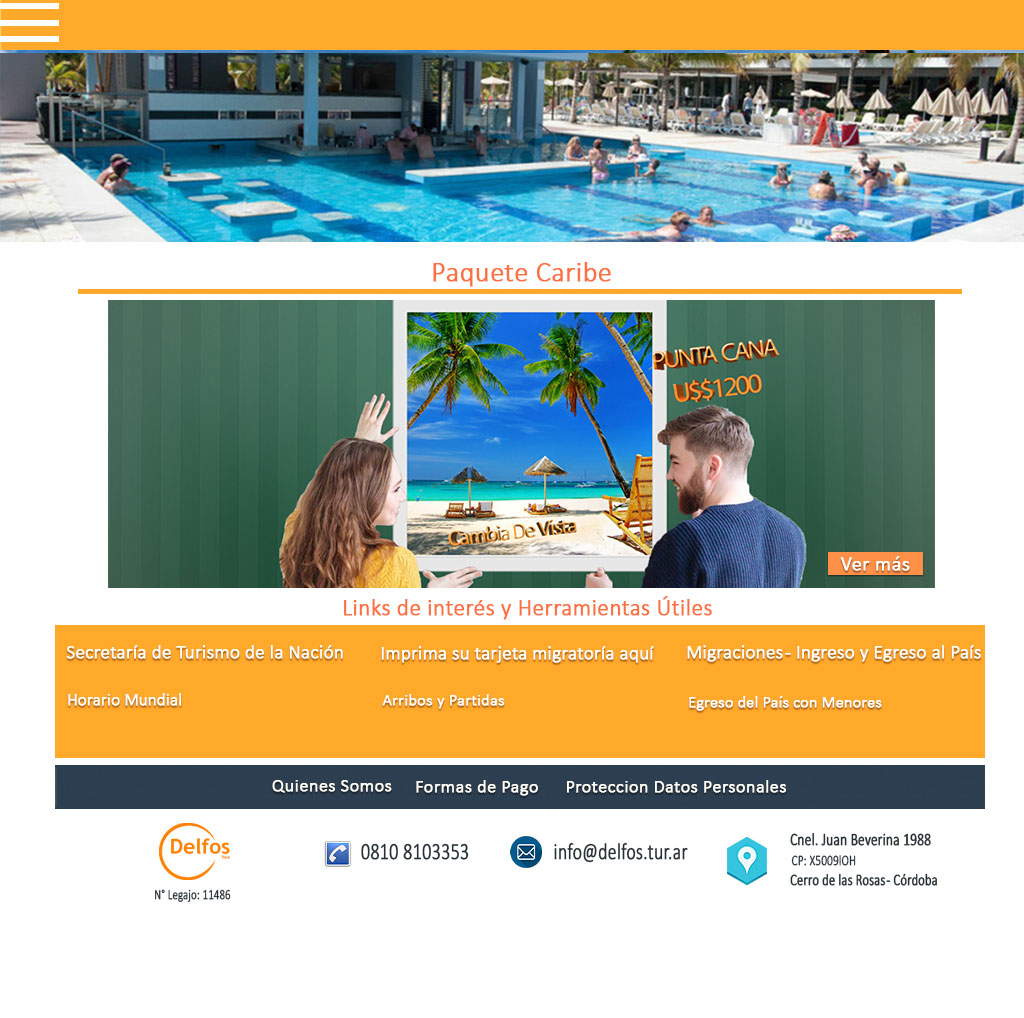 Paquete Caribe
PUNTA CANA
U$$1200
Cambia De Vista
Ver más
Links de interés y Herramientas Útiles
Secretaría de Turismo de la Nación
Imprima su tarjeta migratoría aquí
Migraciones- Ingreso y Egreso al País
Horario Mundial
Arribos y Partidas
Egreso del País con Menores
Quienes Somos
Formas de Pago
Proteccion Datos Personales
Delfos
N° Legajo: 11486
0810 8103353
info@delfos.tur.ar
Cnel. Juan Beverina 1988
CP: X5009IOH
Cerro de las Rosas- Córdoba